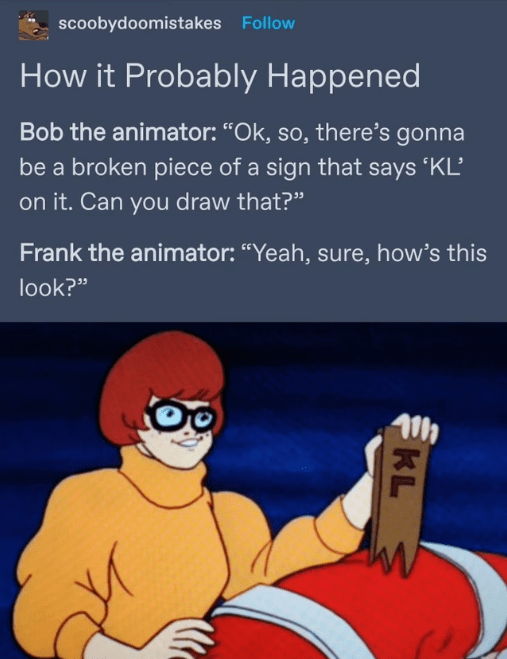 scoobydoomistakes Follow
How it Probably Happened
Bob the animator: “Ok, so, there’s gonna
be a broken piece of a sign that says ‘KL’
on it. Can you draw that?”
Frank the animator: “Yeah, sure, how’s this
look?”
KL